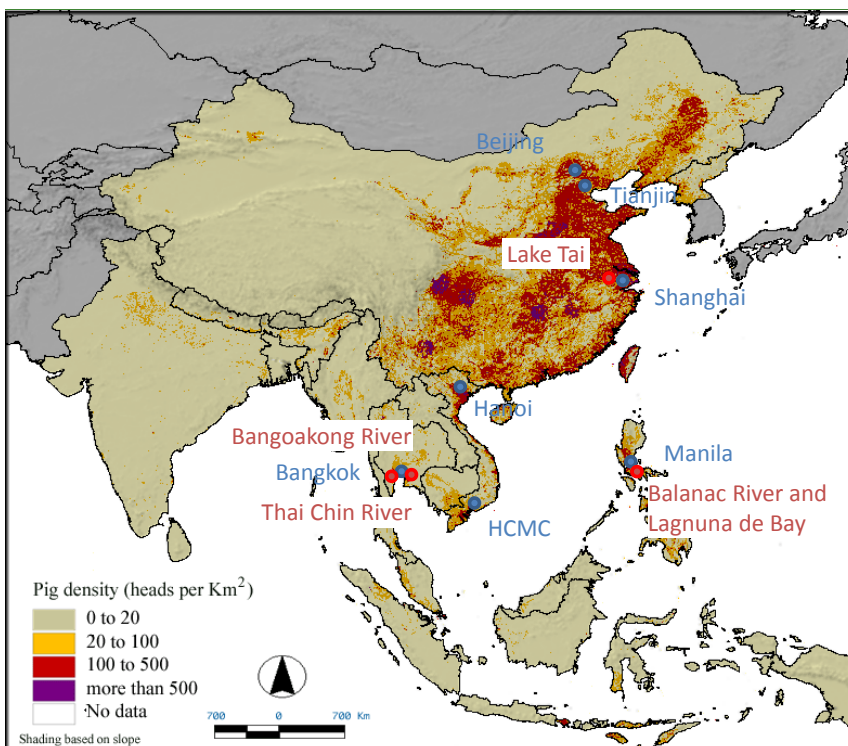 Beijing
Tianjin
Lake Tai
Shanghai
Hanoi
Bangoakong River
Bangkok
Thai Chin River
HCMC
Manila
Balanac River and
Lagnuna de Bay
Pig density (heads per Km2)
0 to 20
20 to 100
100 to 500
more than 500
No data
700 0 700 Km
Shading based on slope